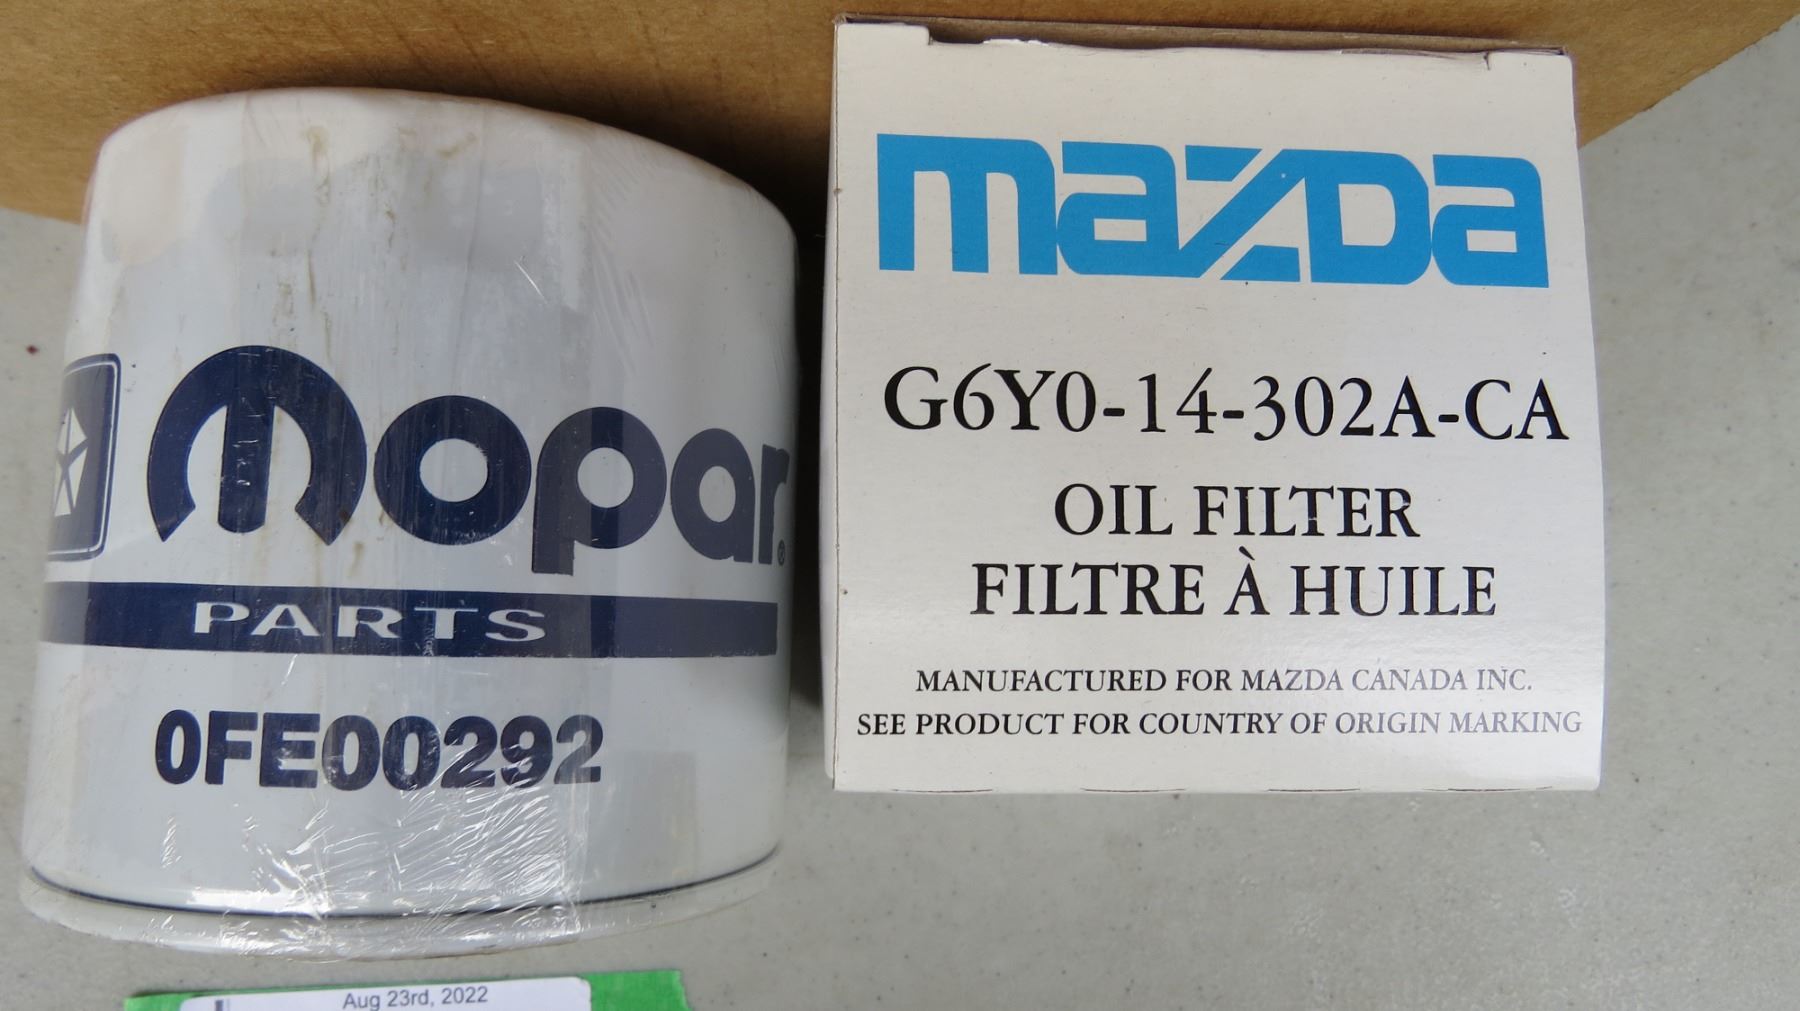 Mopar®
PARTS
0FE00292
mazda
G6Y0-14-302A-CA
OIL FILTER
FILTRE À HUILE
MANUFACTURED FOR MAZDA CANADA INC.
SEE PRODUCT FOR COUNTRY OF ORIGIN MARKING
Aug 23rd, 2022